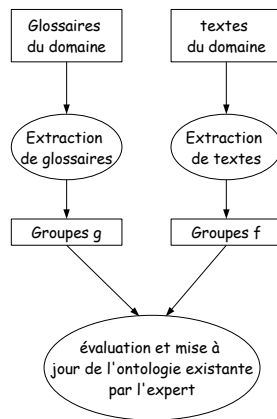 Glossaires
du domaine
textes
du domaine
Extraction
de glossaires
Extraction
de textes
Groupes g
Groupes f
évaluation et mise à
jour de l'ontologie existante
par l'expert